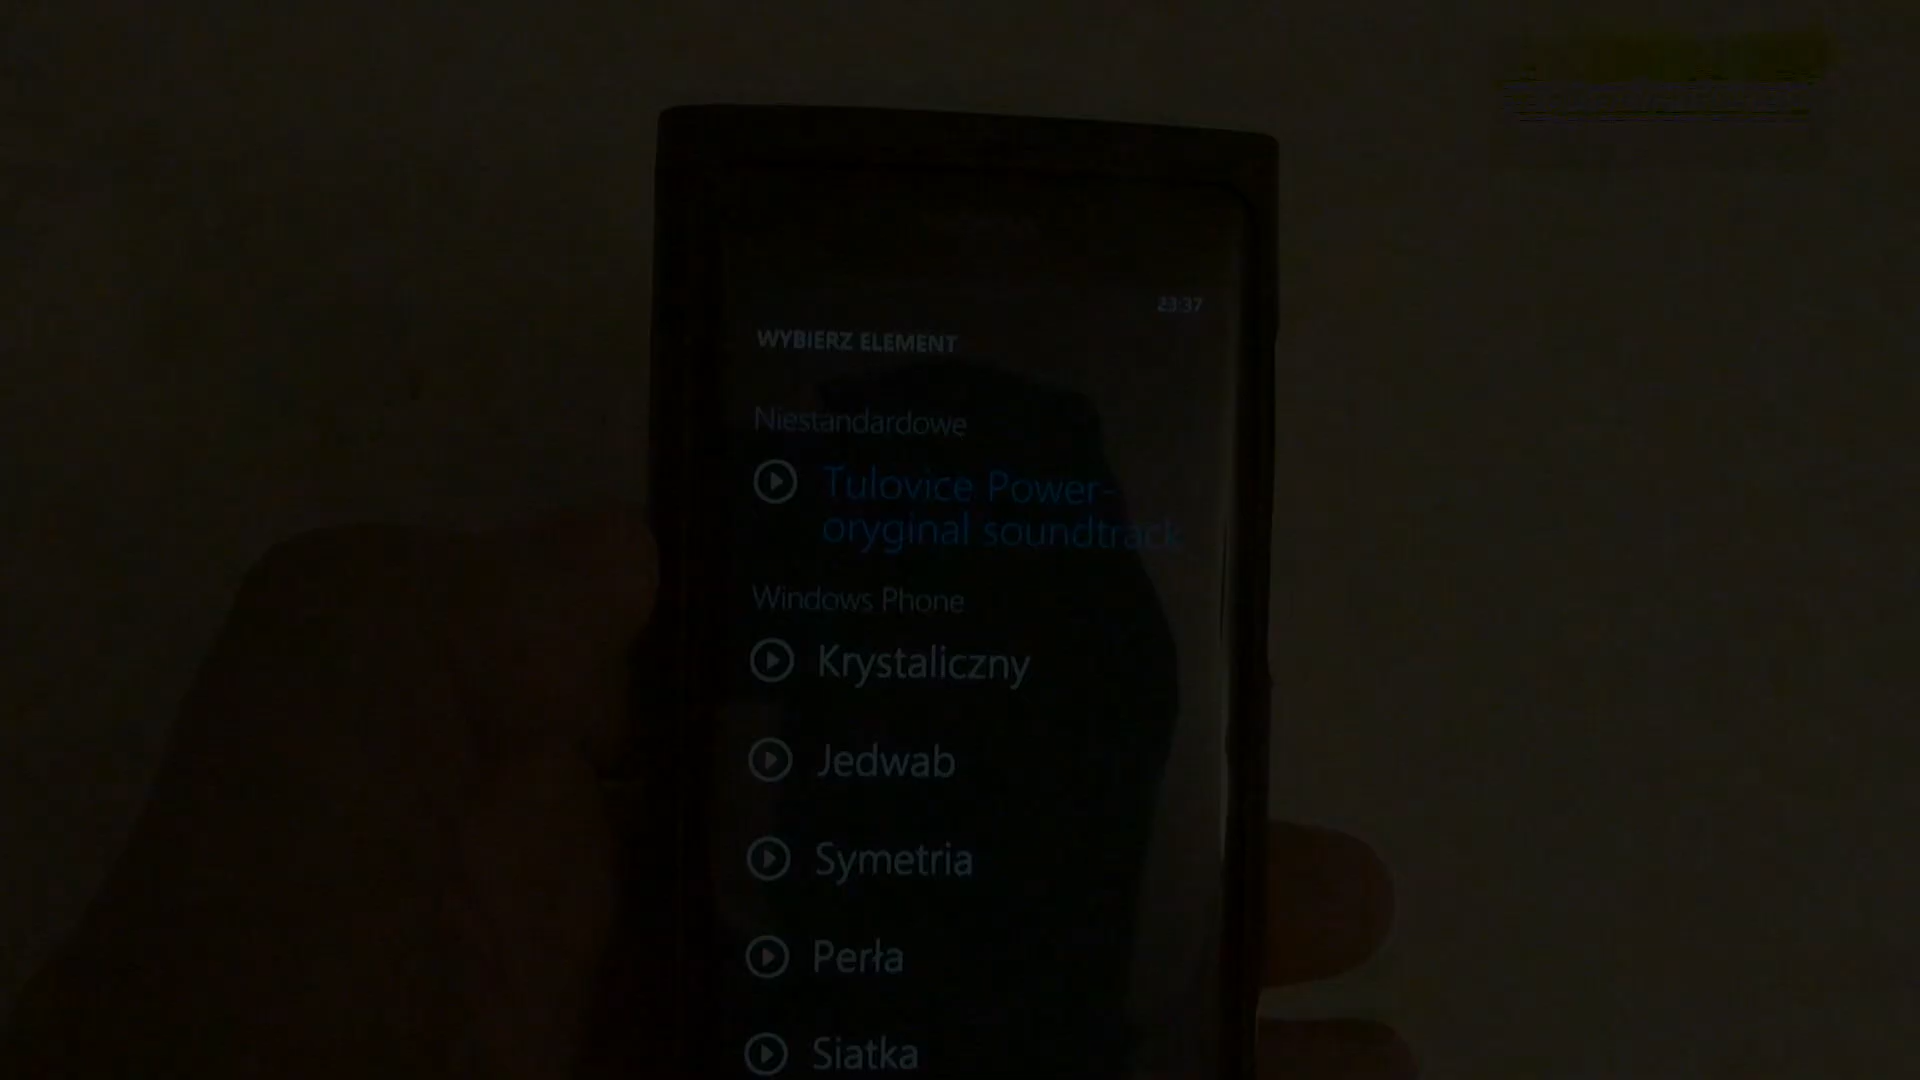 23:37
WYBIERZ ELEMENT
Niestandardowe
Tulovice Power-
oryginal soundtrack
Windows Phone
Krystaliczny
Jedwab
Symetria
Perła
Siatka